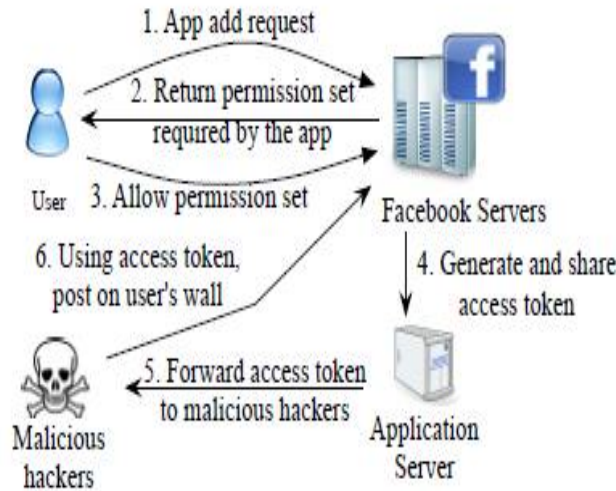 1. App add request
f
2. Return permission set
required by the app
User
3. Allow permission set
Facebook Servers
6. Using access token,
post on user's wall
4. Generate and share
access token
5. Forward access token
to malicious hackers
Malicious
hackers
Application
Server